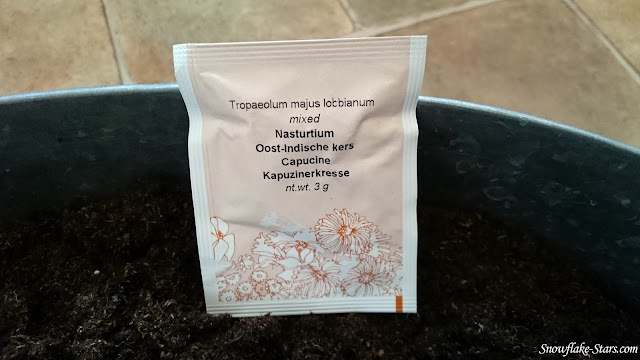 Tropaeolum majus lobbianum
mixed
Nasturtium
Oost-Indische kers
Capucine
Kapuzinerkresse
nt.wt. 3 g
Snowflake-Stars.com